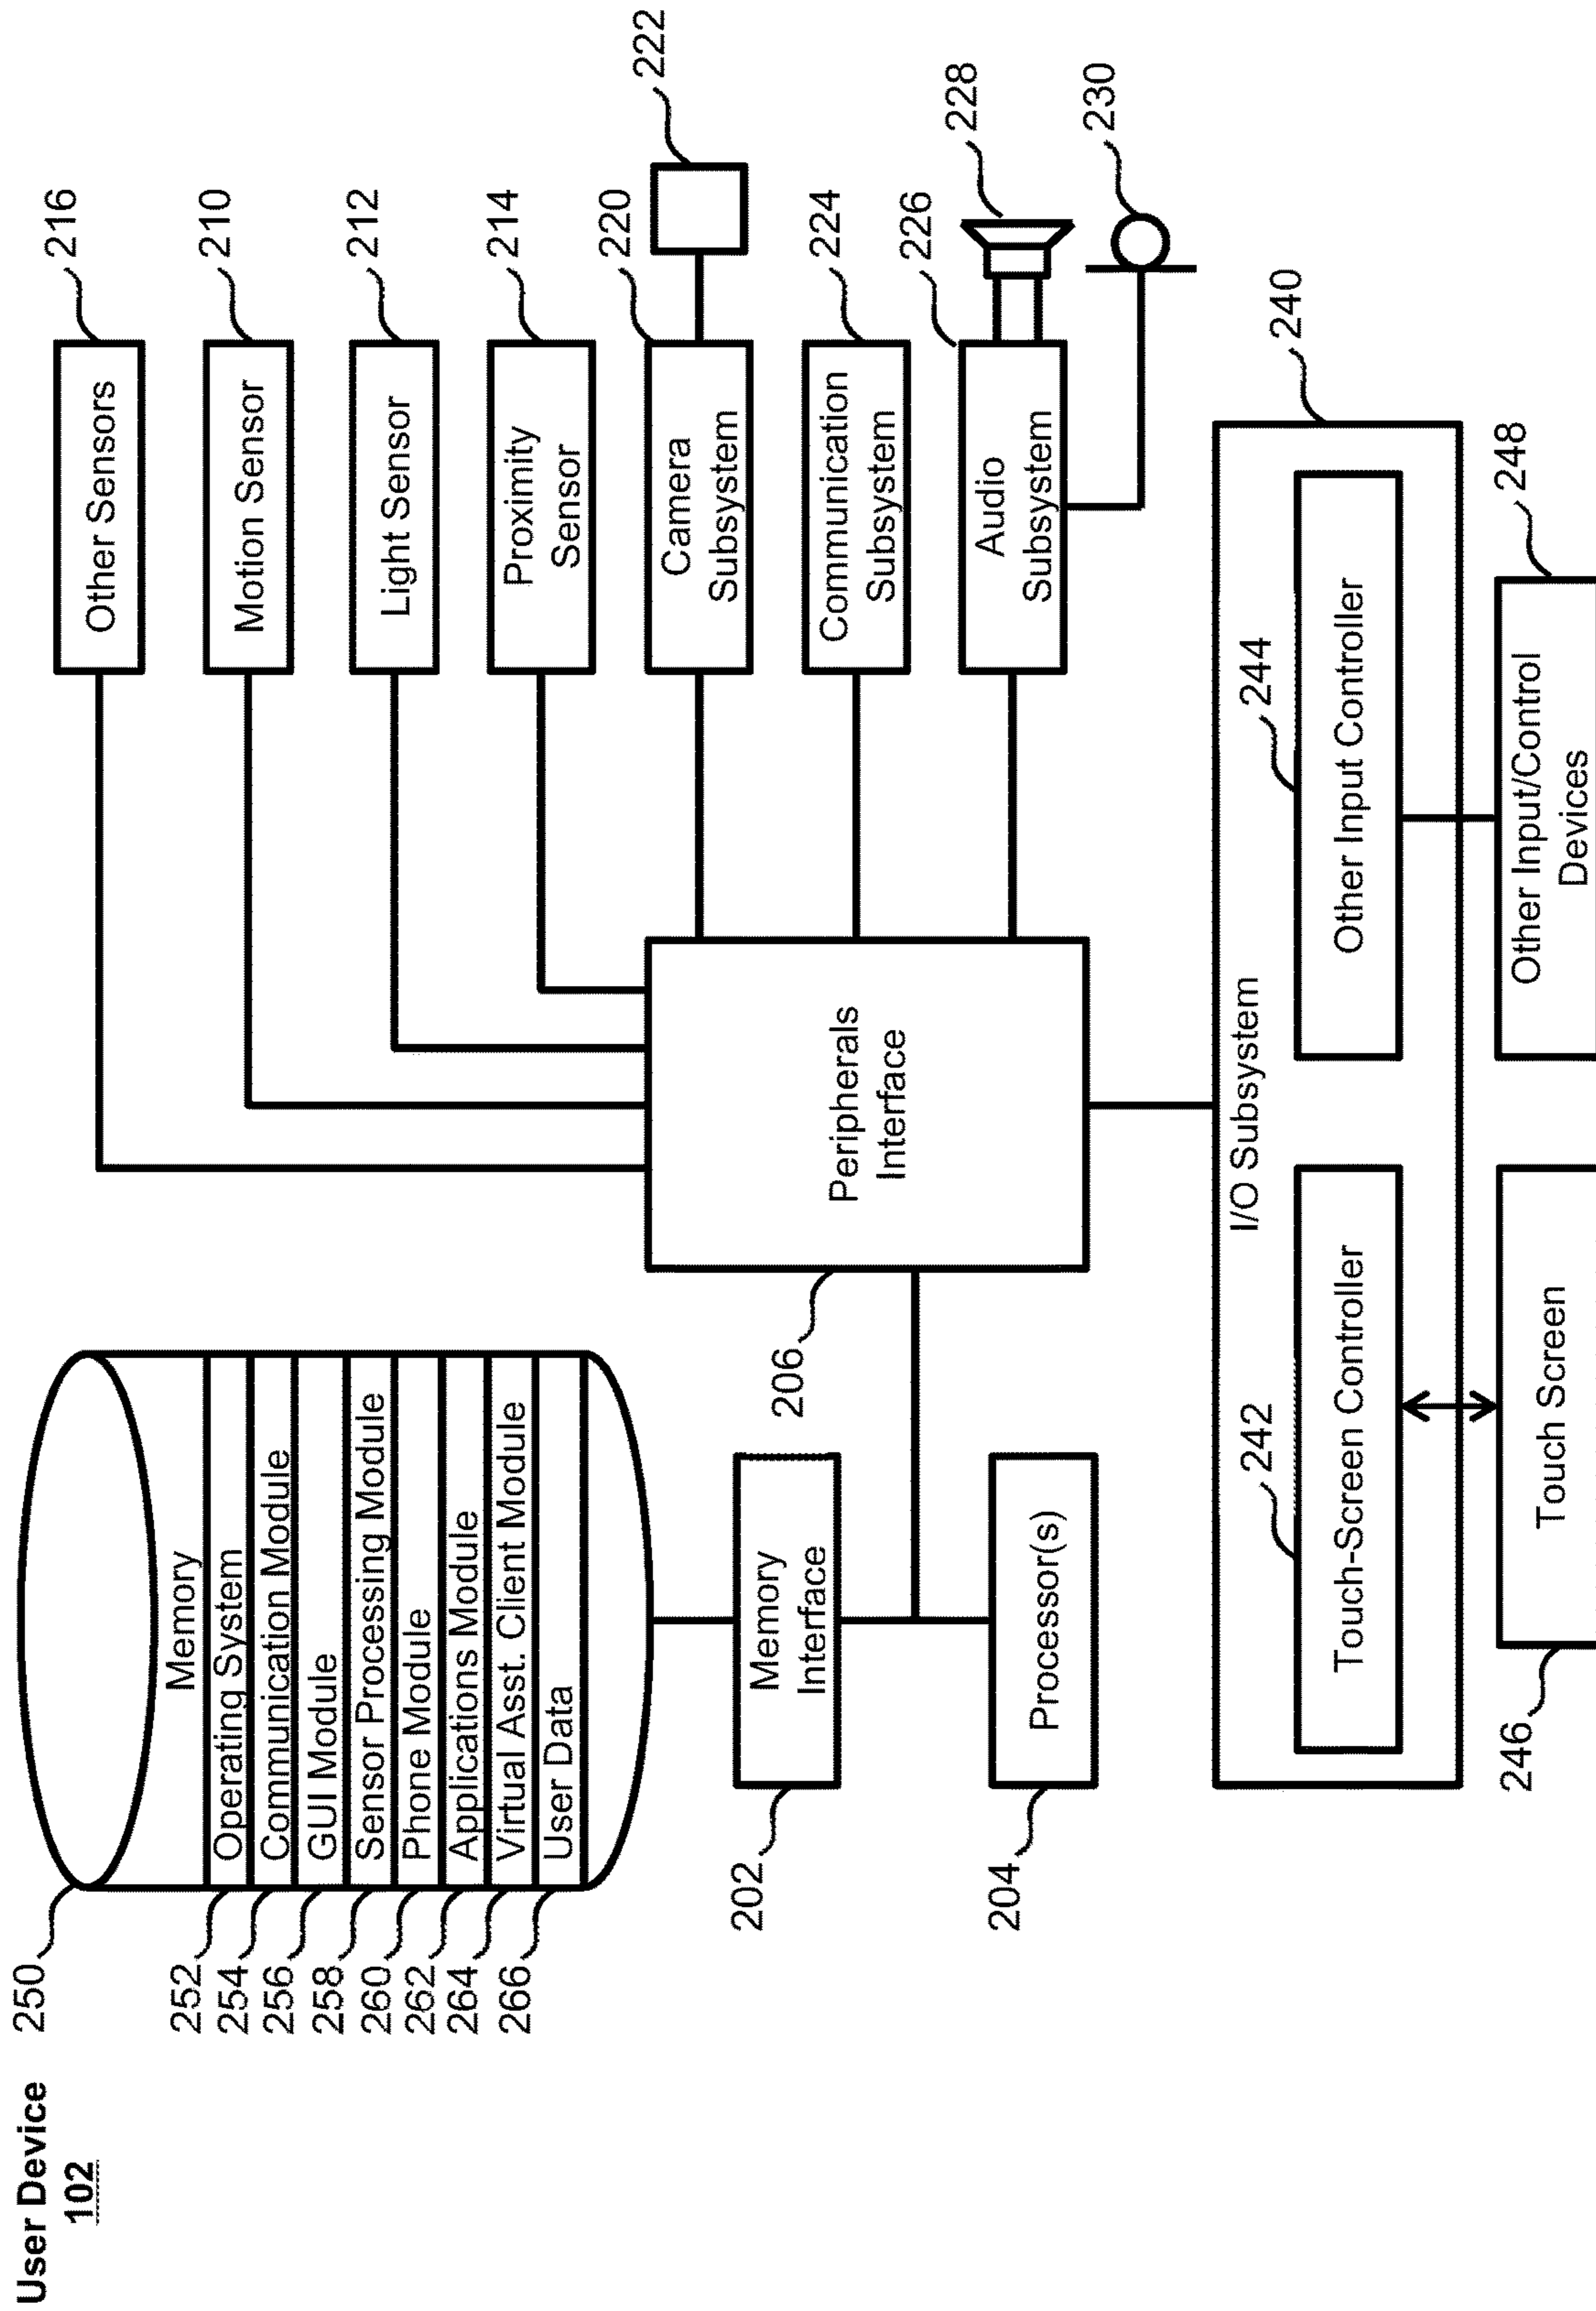 User Device
102
250
Memory
252
Operating System
254
Communication Module
256
GUI Module
258
Sensor Processing Module
260
Phone Module
262
Applications Module
264
Virtual Asst. Client Module
266
User Data
202
Memory
Interface
204
Processor(s)
206
Peripherals
Interface
216
Other Sensors
210
Motion Sensor
212
Light Sensor
214
Proximity
Sensor
220
Camera
Subsystem
222
224
Communication
Subsystem
226
Audio
Subsystem
228
230
240
I/O Subsystem
242
Touch-Screen Controller
244
Other Input Controller
246
Touch Screen
248
Other Input/Control
Devices